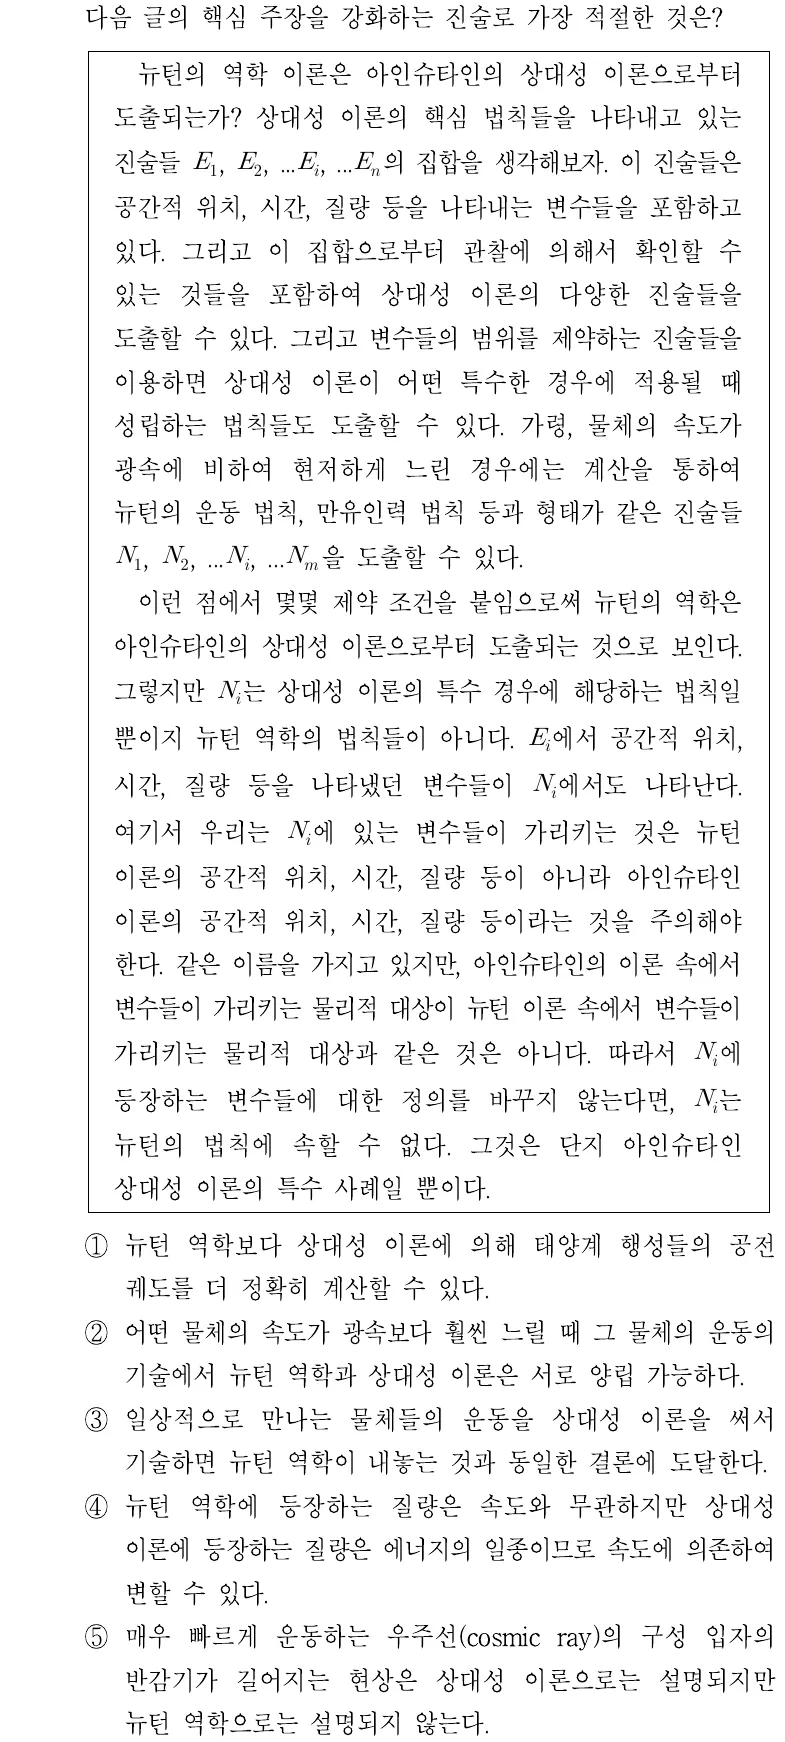 다음 글의 핵심 주장을 강화하는 진술로 가장 적절한 것은?
뉴턴의 역학 이론은 아인슈타인의 상대성 이론으로부터
도출되는가? 상대성 이론의 핵심 법칙들을 나타내고 있는
진술들 E₁, E₂, ...Eᵢ, ...Eₙ의 집합을 생각해보자. 이 진술들은
공간적 위치, 시간, 질량 등을 나타내는 변수들을 포함하고
있다. 그리고 이 집합으로부터 관찰에 의해서 확인할 수
있는 것들을 포함하여 상대성 이론의 다양한 진술들을
도출할 수 있다. 그리고 변수들의 범위를 제약하는 진술들을
이용하면 상대성 이론이 어떤 특수한 경우에 적용될 때
성립하는 법칙들도 도출할 수 있다. 가령, 물체의 속도가
광속에 비하여 현저하게 느린 경우에는 계산을 통하여
뉴턴의 운동 법칙, 만유인력 법칙 등과 형태가 같은 진술들
N₁, N₂, ...Nᵢ, ...Nₘ을 도출할 수 있다.
이런 점에서 몇몇 제약 조건을 붙임으로써 뉴턴의 역학은
아인슈타인의 상대성 이론으로부터 도출되는 것으로 보인다.
그렇지만 Nᵢ는 상대성 이론의 특수 경우에 해당하는 법칙일
뿐이지 뉴턴 역학의 법칙들이 아니다. Eᵢ에서 공간적 위치,
시간, 질량 등을 나타냈던 변수들이 Nᵢ에서도 나타난다.
여기서 우리는 Nᵢ에 있는 변수들이 가리키는 것은 뉴턴
이론의 공간적 위치, 시간, 질량 등이 아니라 아인슈타인
이론의 공간적 위치, 시간, 질량 등이라는 것을 주의해야
한다. 같은 이름을 가지고 있지만, 아인슈타인의 이론 속에서
변수들이 가리키는 물리적 대상이 뉴턴 이론 속에서 변수들이
가리키는 물리적 대상과 같은 것은 아니다. 따라서 Nᵢ에
등장하는 변수들에 대한 정의를 바꾸지 않는다면, Nᵢ는
뉴턴의 법칙에 속할 수 없다. 그것은 단지 아인슈타인
상대성 이론의 특수 사례일 뿐이다.
① 뉴턴 역학보다 상대성 이론에 의해 태양계 행성들의 공전
궤도를 더 정확히 계산할 수 있다.
② 어떤 물체의 속도가 광속보다 훨씬 느릴 때 그 물체의 운동의
기술에서 뉴턴 역학과 상대성 이론은 서로 양립 가능하다.
③ 일상적으로 만나는 물체들의 운동을 상대성 이론을 써서
기술하면 뉴턴 역학이 내놓는 것과 동일한 결론에 도달한다.
④ 뉴턴 역학에 등장하는 질량은 속도와 무관하지만 상대성
이론에 등장하는 질량은 에너지의 일종이므로 속도에 의존하여
변할 수 있다.
⑤ 매우 빠르게 운동하는 우주선(cosmic ray)의 구성 입자의
반감기가 길어지는 현상은 상대성 이론으로는 설명되지만
뉴턴 역학으로는 설명되지 않는다.